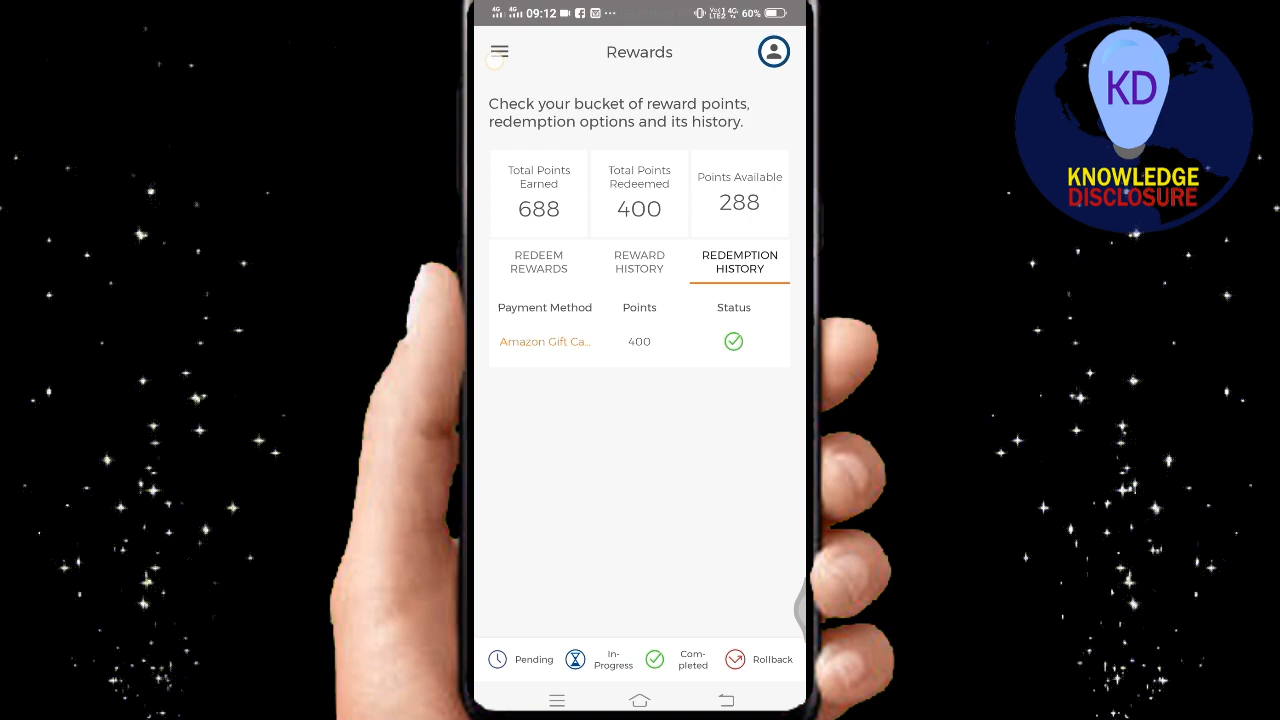 09:12
60%
Rewards
Check your bucket of reward points,
redemption options and its history.
Total Points
Earned
688
Total Points
Redeemed
400
Points Available
288
REDEEM
REWARDS
REWARD
HISTORY
REDEMPTION
HISTORY
Payment Method
Points
Status
Amazon Gift Ca...
400
Pending
In-
Progress
Com-
pleted
Rollback
KD
KNOWLEDGE
DISCLOSURE